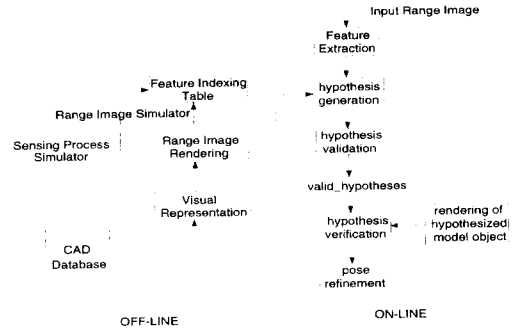 Input Range Image
Feature
Extraction
Feature Indexing
Table
hypothesis
generation
Range Image Simulator
Sensing Process
Simulator
Range Image
Rendering
hypothesis
validation
Visual
Representation
valid_hypotheses
hypothesis
verification
rendering of
hypothesized
model object
CAD
Database
pose
refinement
OFF-LINE
ON-LINE